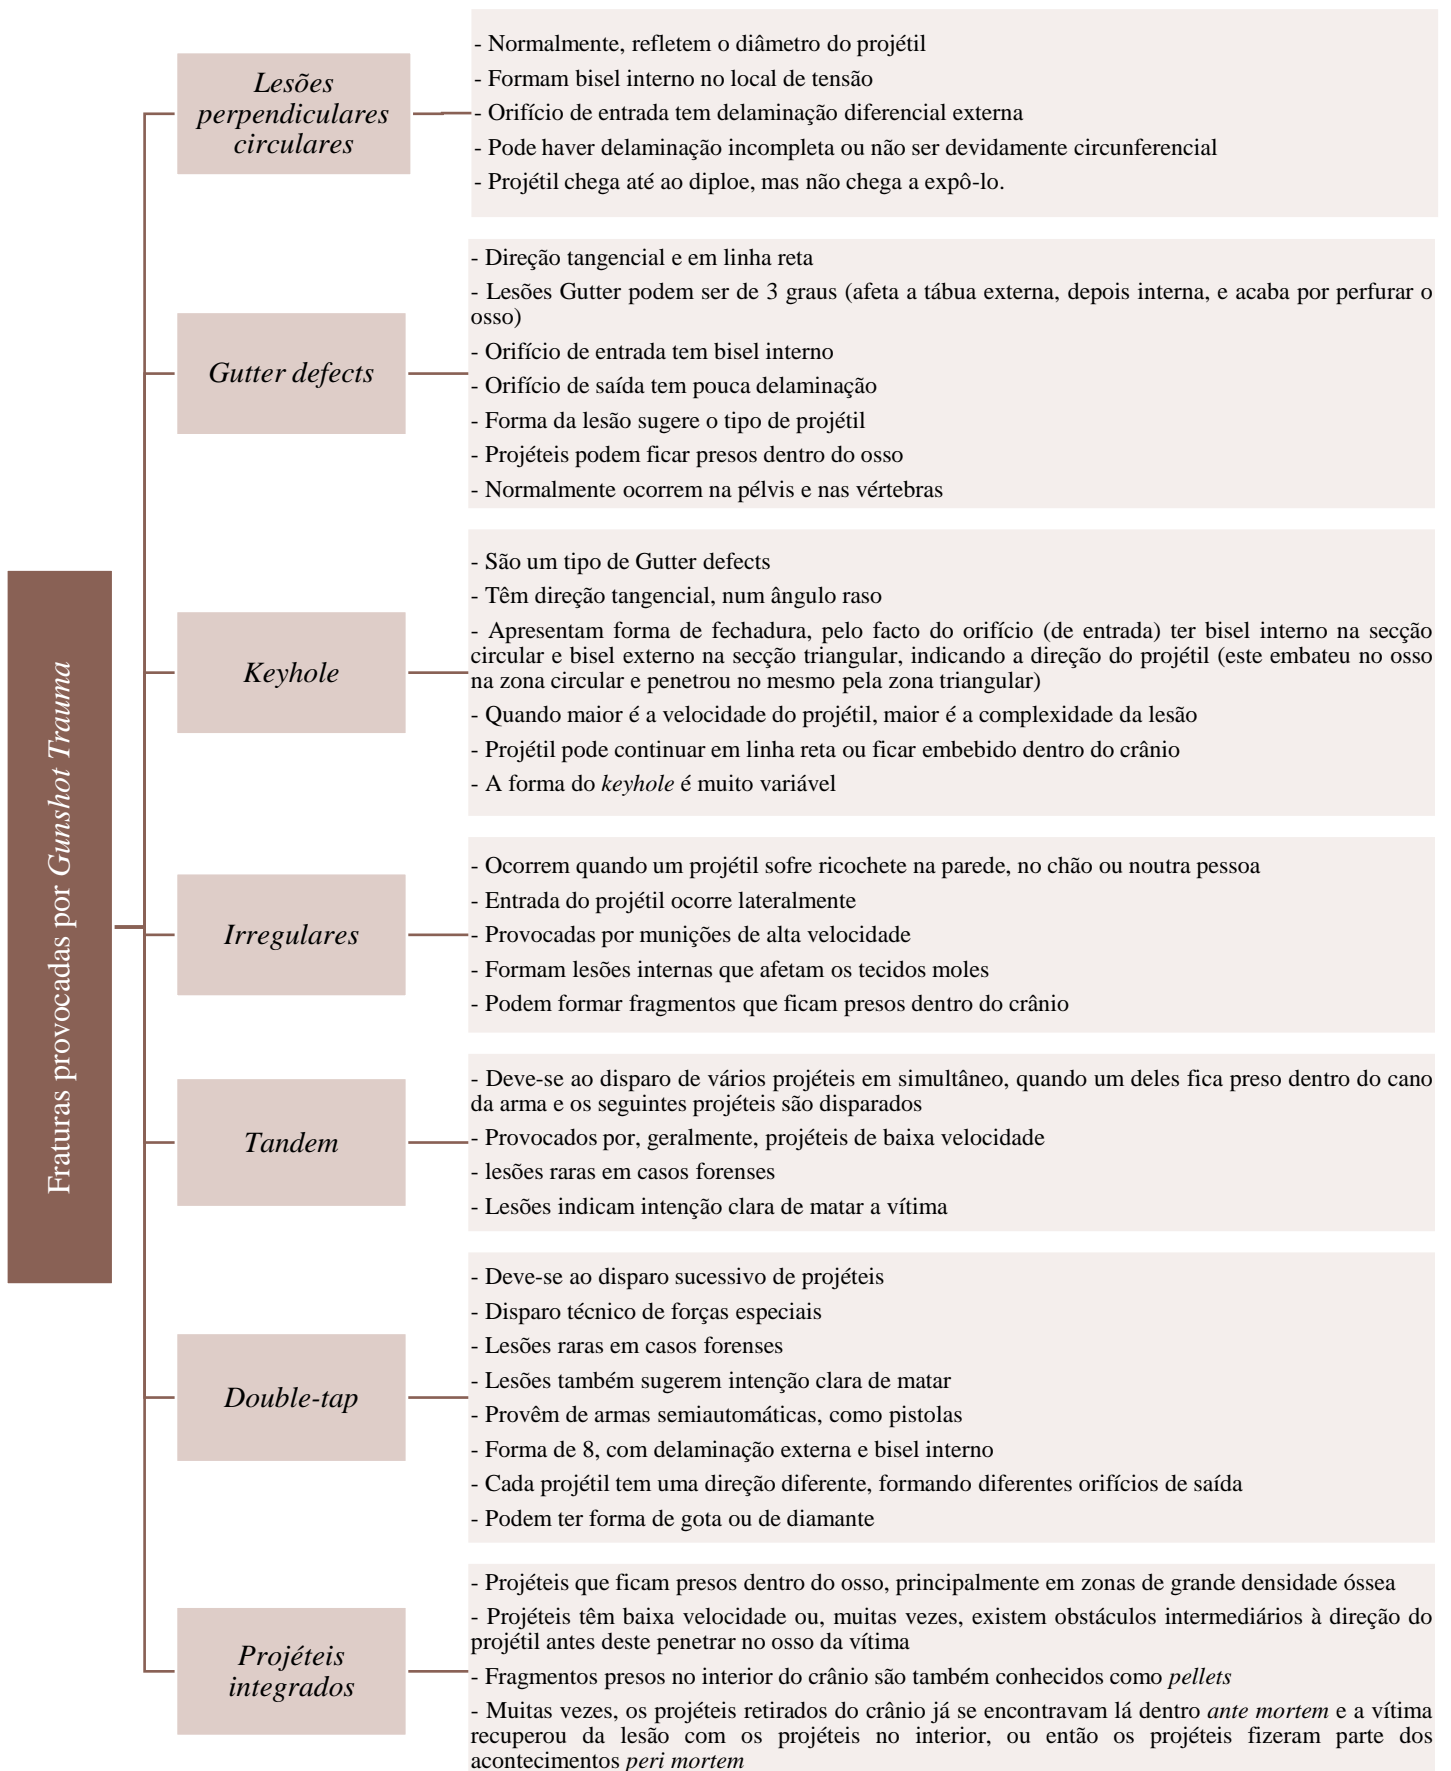 Fraturas provocadas por Gunshot Trauma
Lesões
perpendiculares
circulares
- Normalmente, refletem o diâmetro do projétil
- Formam bisel interno no local de tensão
- Orifício de entrada tem delaminação diferencial externa
- Pode haver delaminação incompleta ou não ser devidamente circunferencial
- Projétil chega até ao diploe, mas não chega a expô-lo.
Gutter defects
- Direção tangencial e em linha reta
- Lesões Gutter podem ser de 3 graus (afeta a tábua externa, depois interna, e acaba por perfurar o
osso)
- Orifício de entrada tem bisel interno
- Orifício de saída tem pouca delaminação
- Forma da lesão sugere o tipo de projétil
- Projéteis podem ficar presos dentro do osso
- Normalmente ocorrem na pélvis e nas vértebras
Keyhole
- São um tipo de Gutter defects
- Têm direção tangencial, num ângulo raso
- Apresentam forma de fechadura, pelo facto do orifício (de entrada) ter bisel interno na secção
circular e bisel externo na secção triangular, indicando a direção do projétil (este embateu no osso
na zona circular e penetrou no mesmo pela zona triangular)
- Quando maior é a velocidade do projétil, maior é a complexidade da lesão
- Projétil pode continuar em linha reta ou ficar embebido dentro do crânio
- A forma do keyhole é muito variável
Irregulares
- Ocorrem quando um projétil sofre ricochete na parede, no chão ou noutra pessoa
- Entrada do projétil ocorre lateralmente
- Provocadas por munições de alta velocidade
- Formam lesões internas que afetam os tecidos moles
- Podem formar fragmentos que ficam presos dentro do crânio
Tandem
- Deve-se ao disparo de vários projéteis em simultâneo, quando um deles fica preso dentro do cano
da arma e os seguintes projéteis são disparados
- Provocados por, geralmente, projéteis de baixa velocidade
- lesões raras em casos forenses
- Lesões indicam intenção clara de matar a vítima
Double-tap
- Deve-se ao disparo sucessivo de projéteis
- Disparo técnico de forças especiais
- Lesões raras em casos forenses
- Lesões também sugerem intenção clara de matar
- Provêm de armas semiautomáticas, como pistolas
- Forma de 8, com delaminação externa e bisel interno
- Cada projétil tem uma direção diferente, formando diferentes orifícios de saída
- Podem ter forma de gota ou de diamante
Projéteis
integrados
- Projéteis que ficam presos dentro do osso, principalmente em zonas de grande densidade óssea
- Projéteis têm baixa velocidade ou, muitas vezes, existem obstáculos intermediários à direção do
projétil antes deste penetrar no osso da vítima
- Fragmentos presos no interior do crânio são também conhecidos como pellets
- Muitas vezes, os projéteis retirados do crânio já se encontravam lá dentro ante mortem e a vítima
recuperou da lesão com os projéteis no interior, ou então os projéteis fizeram parte dos
acontecimentos peri mortem